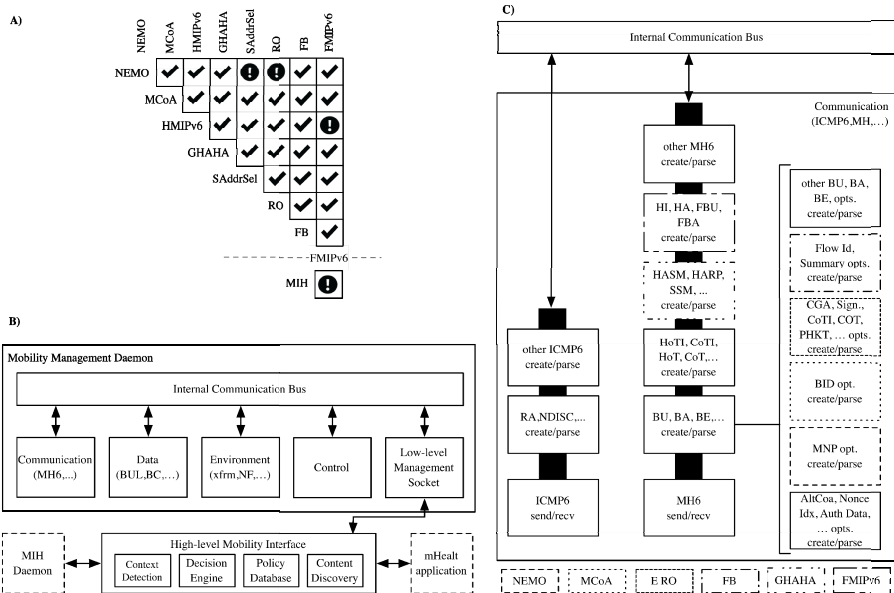 A)
NEMO
MCoA
HMIPv6
GHAHA
SAddrSel
RO
FB
FMIPv6
NEMO
MCoA
HMIPv6
GHAHA
SAddrSel
RO
FB
FMIPv6
MIH
B)
Mobility Management Daemon
Internal Communication Bus
Communication
(MH6,...)
Data
(BUL,BC,...)
Environment
(xfrm,NF,...)
Control
Low-level
Management
Socket
MIH
Daemon
High-level Mobility Interface
Context
Detection
Decision
Engine
Policy
Database
Content
Discovery
mHealt
application
C)
Internal Communication Bus
Communication
(ICMP6,MH,...)
other MH6
create/parse
HI, HA, FBU,
FBA
create/parse
HASM, HARP,
SSM, ...
create/parse
other ICMP6
create/parse
HoTI, CoTI,
HoT, CoT,...
create/parse
RA,NDISC,...
create/parse
BU, BA, BE,...
create/parse
ICMP6
send/recv
MH6
send/recv
other BU, BA,
BE, opts.
create/parse
Flow Id,
Summary opts.
create/parse
CGA, Sign.,
CoTI, COT,
PHKT, ... opts.
create/parse
BID opt.
create/parse
MNP opt.
create/parse
AltCoa, Nonce
Idx, Auth Data,
... opts.
create/parse
NEMO
MCoA
E RO
FB
GHAHA
FMIPv6